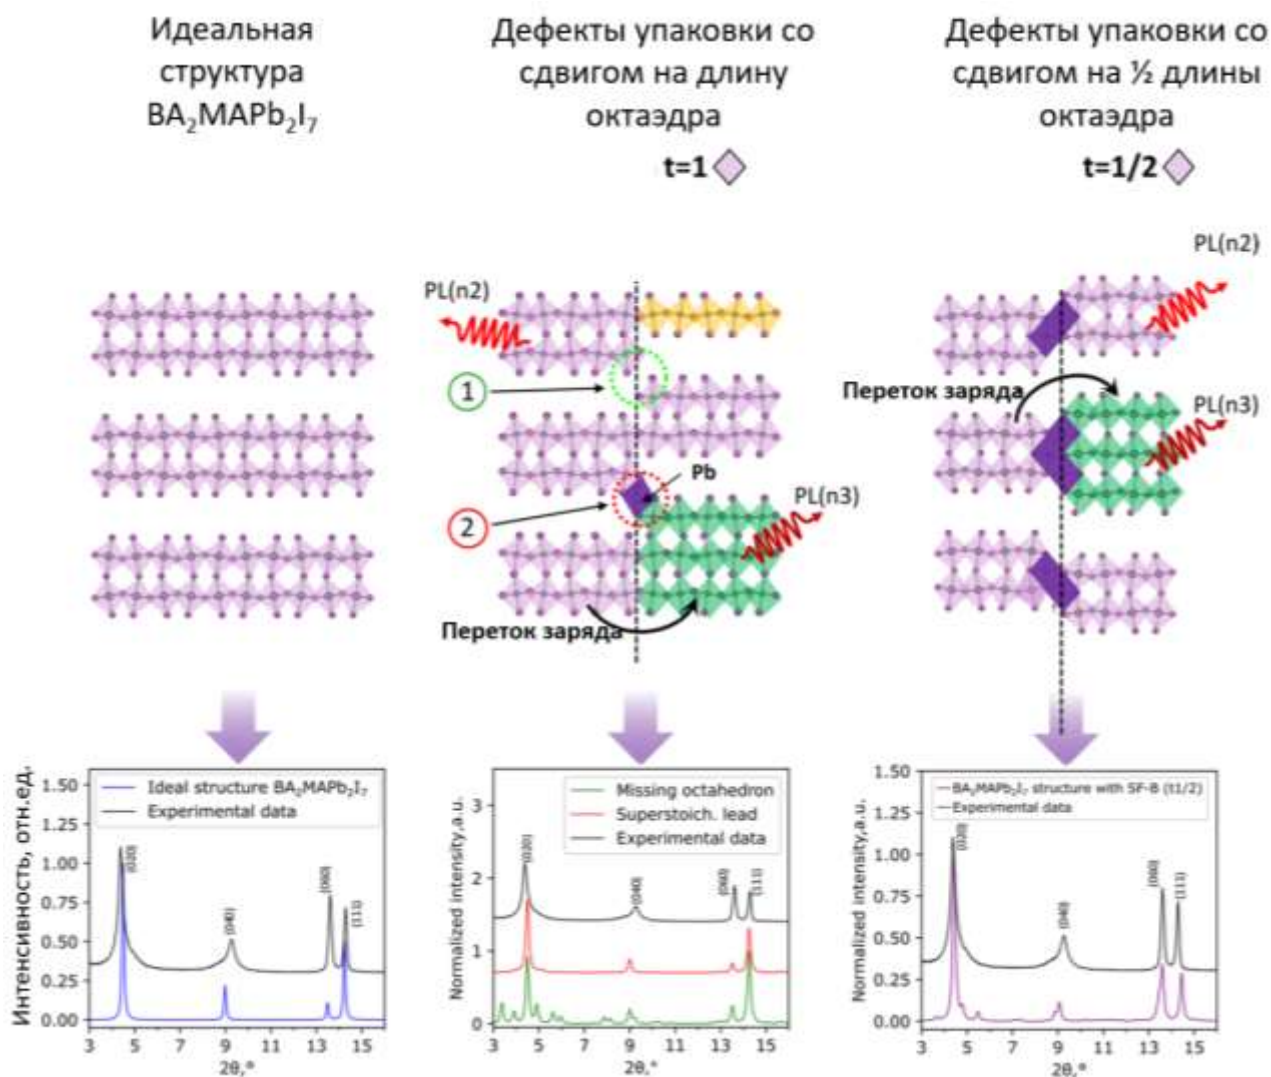 Идеальная
структура
BA₂MAPb₂I₇
Дефекты упаковки со
сдвигом на длину
октаэдра
t=1
Дефекты упаковки со
сдвигом на ½ длины
октаэдра
t=1/2
PL(n2)
1
2
Pb
PL(n3)
Переток заряда
PL(n2)
Переток заряда
PL(n3)
Интенсивность, отн.ед.
1.50
1.25
1.00
0.75
0.50
0.25
0.00
Ideal structure BA₂MAPb₂I₇
Experimental data
(020)
(040)
(060)
(111)
3 5 7 9 11 13 15
2θ,°
Normalized intensity,a.u.
3
2
1
0
Missing octahedron
Superstoich. lead
Experimental data
(020)
(040)
(060)
(111)
3 5 7 9 11 13 15
2θ,°
Normalized intensity,a.u.
1.50
1.25
1.00
0.75
0.50
0.25
0.00
BA₂MAPb₂I₇ structure with SF-B (t1/2)
Experimental data
(020)
(040)
(060)
(111)
3 5 7 9 11 13 15
2θ,°